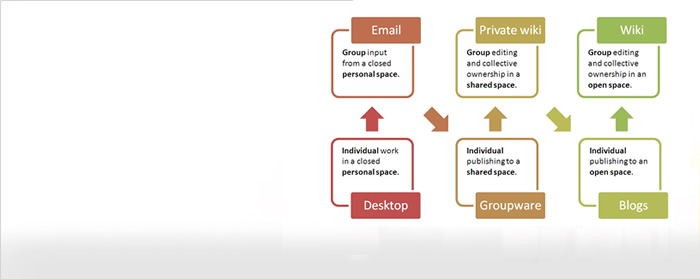 Email
Group input
from a closed
personal space.
Private wiki
Group editing
and collective
ownership in a
shared space.
Wiki
Group editing
and collective
ownership in an
open space.
Individual work
in a closed
personal space.
Desktop
Individual
publishing to a
shared space.
Groupware
Individual
publishing to an
open space.
Blogs